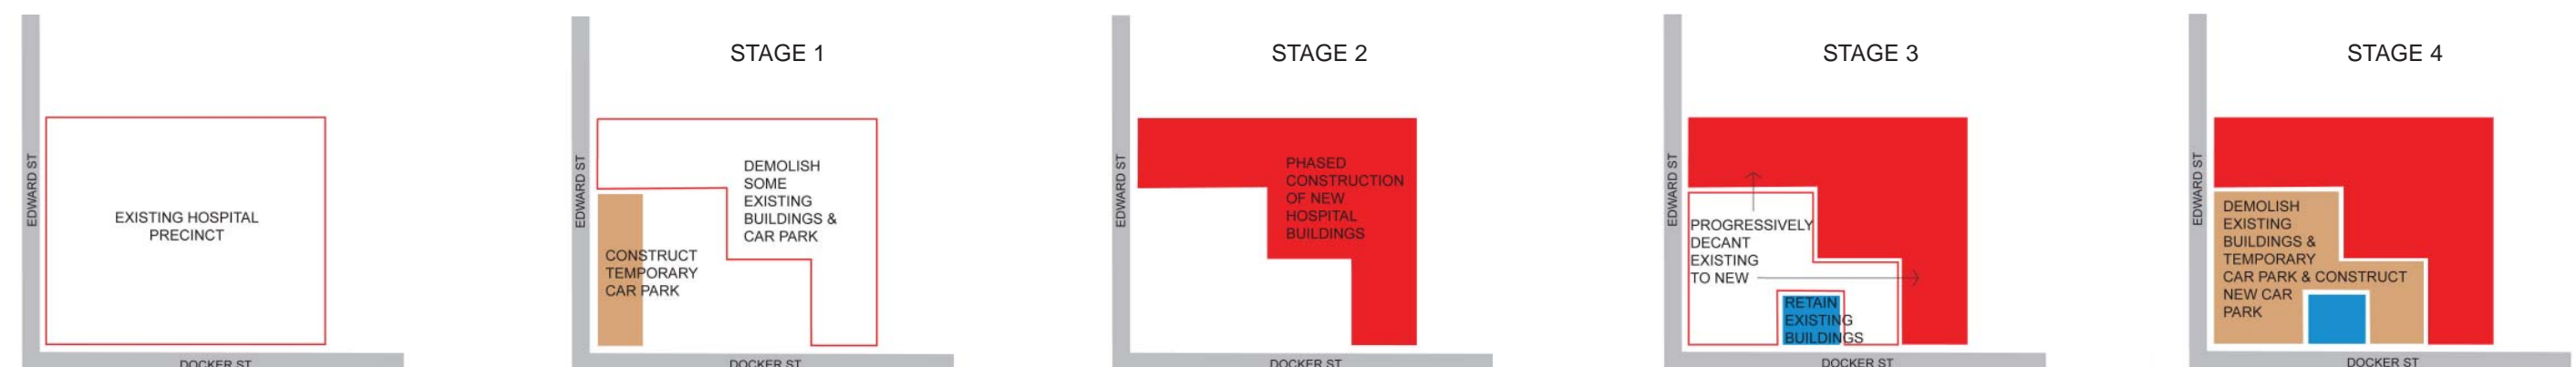 EDWARD ST
EXISTING HOSPITAL
PRECINCT
DOCKER ST
STAGE 1
EDWARD ST
DEMOLISH
SOME
EXISTING
BUILDINGS &
CAR PARK
CONSTRUCT
TEMPORARY
CAR PARK
DOCKER ST
STAGE 2
EDWARD ST
PHASED
CONSTRUCTION
OF NEW
HOSPITAL
BUILDINGS
DOCKER ST
STAGE 3
EDWARD ST
PROGRESSIVELY
DECANT
EXISTING
TO NEW
RETAIN
EXISTING
BUILDINGS
DOCKER ST
STAGE 4
EDWARD ST
DEMOLISH
EXISTING
BUILDINGS &
TEMPORARY
CAR PARK & CONSTRUCT
NEW CAR
PARK
DOCKER ST